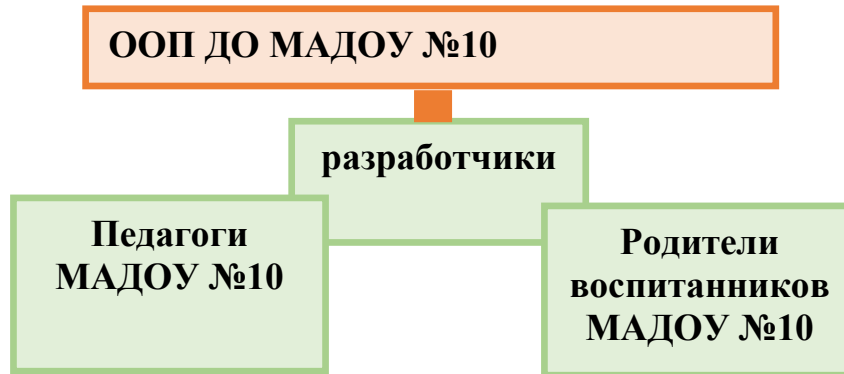 ООП ДО МАДОУ №10
разработчики
Педагоги
МАДОУ №10
Родители
воспитанников
МАДОУ №10